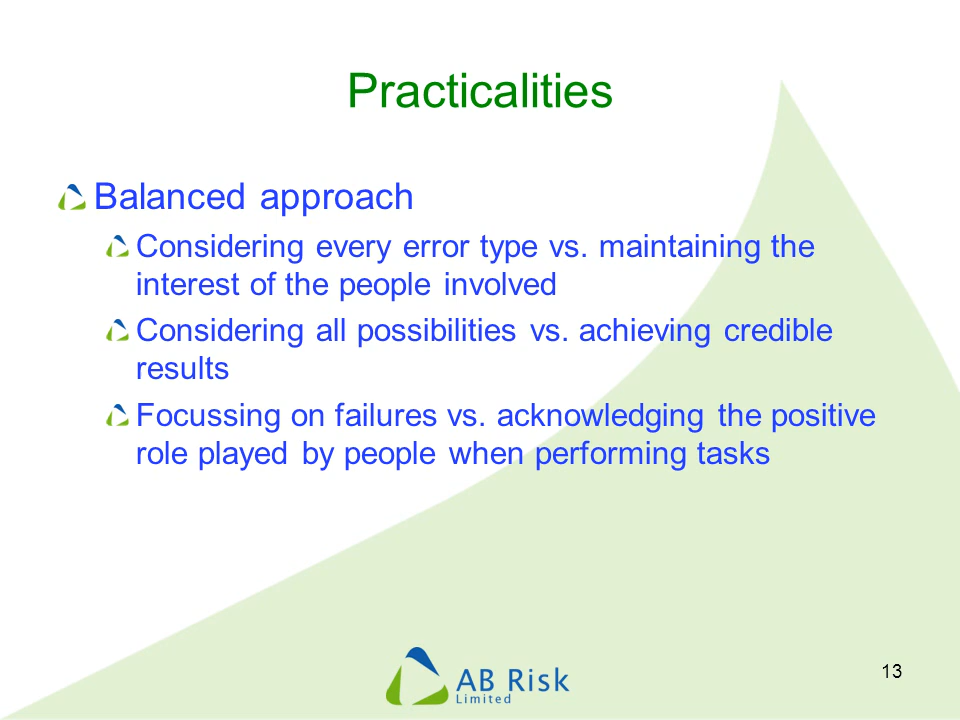 Practicalities
Balanced approach
Considering every error type vs. maintaining the
interest of the people involved
Considering all possibilities vs. achieving credible
results
Focussing on failures vs. acknowledging the positive
role played by people when performing tasks
13
AB Risk
Limited